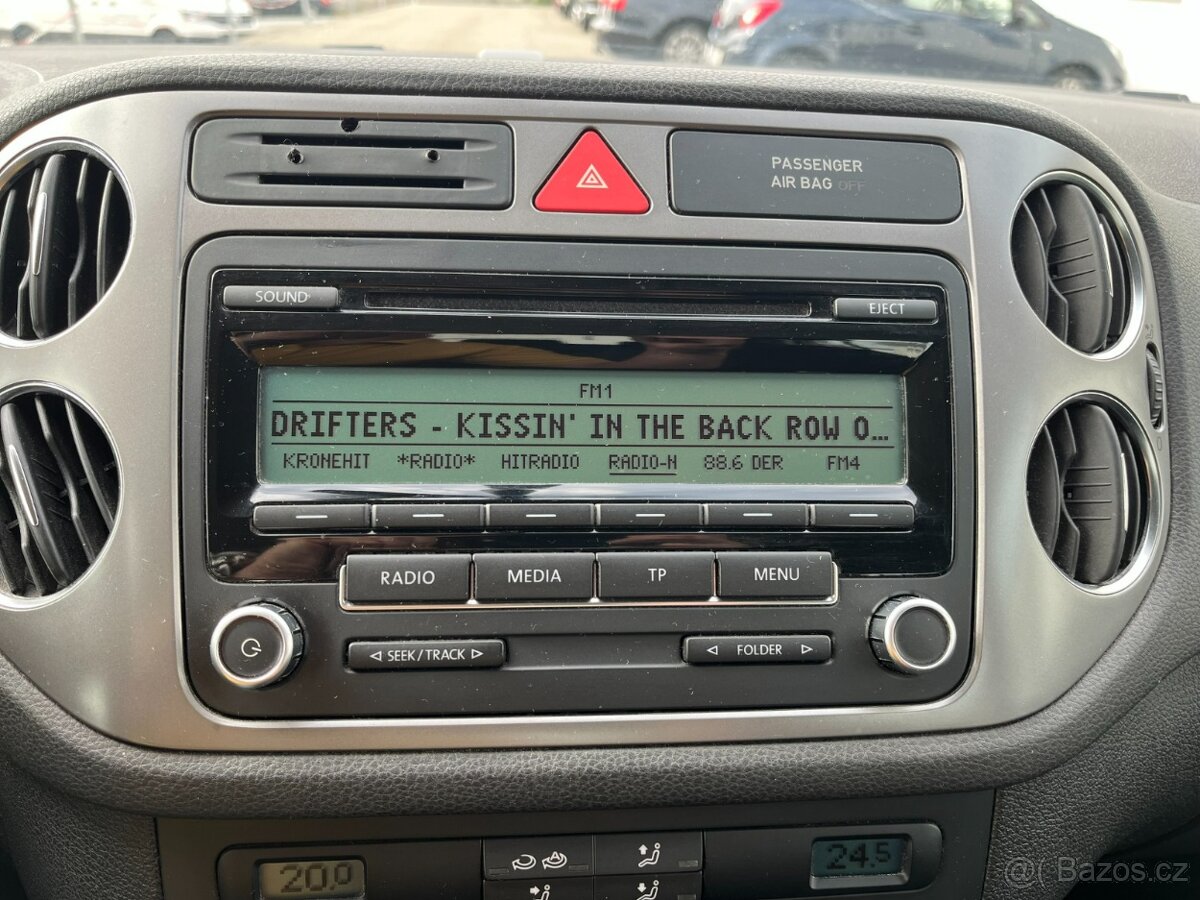 PASSENGER
AIR BAG OFF
SOUND
EJECT
FM1
DRIFTERS - KISSIN' IN THE BACK ROW O...
KRONEHIT *RADIO* HITRADIO RADIO-N 88.6 DER FM4
RADIO MEDIA TP MENU
SEEK/TRACK FOLDER
20.0 24.5
@( Bazos.cz